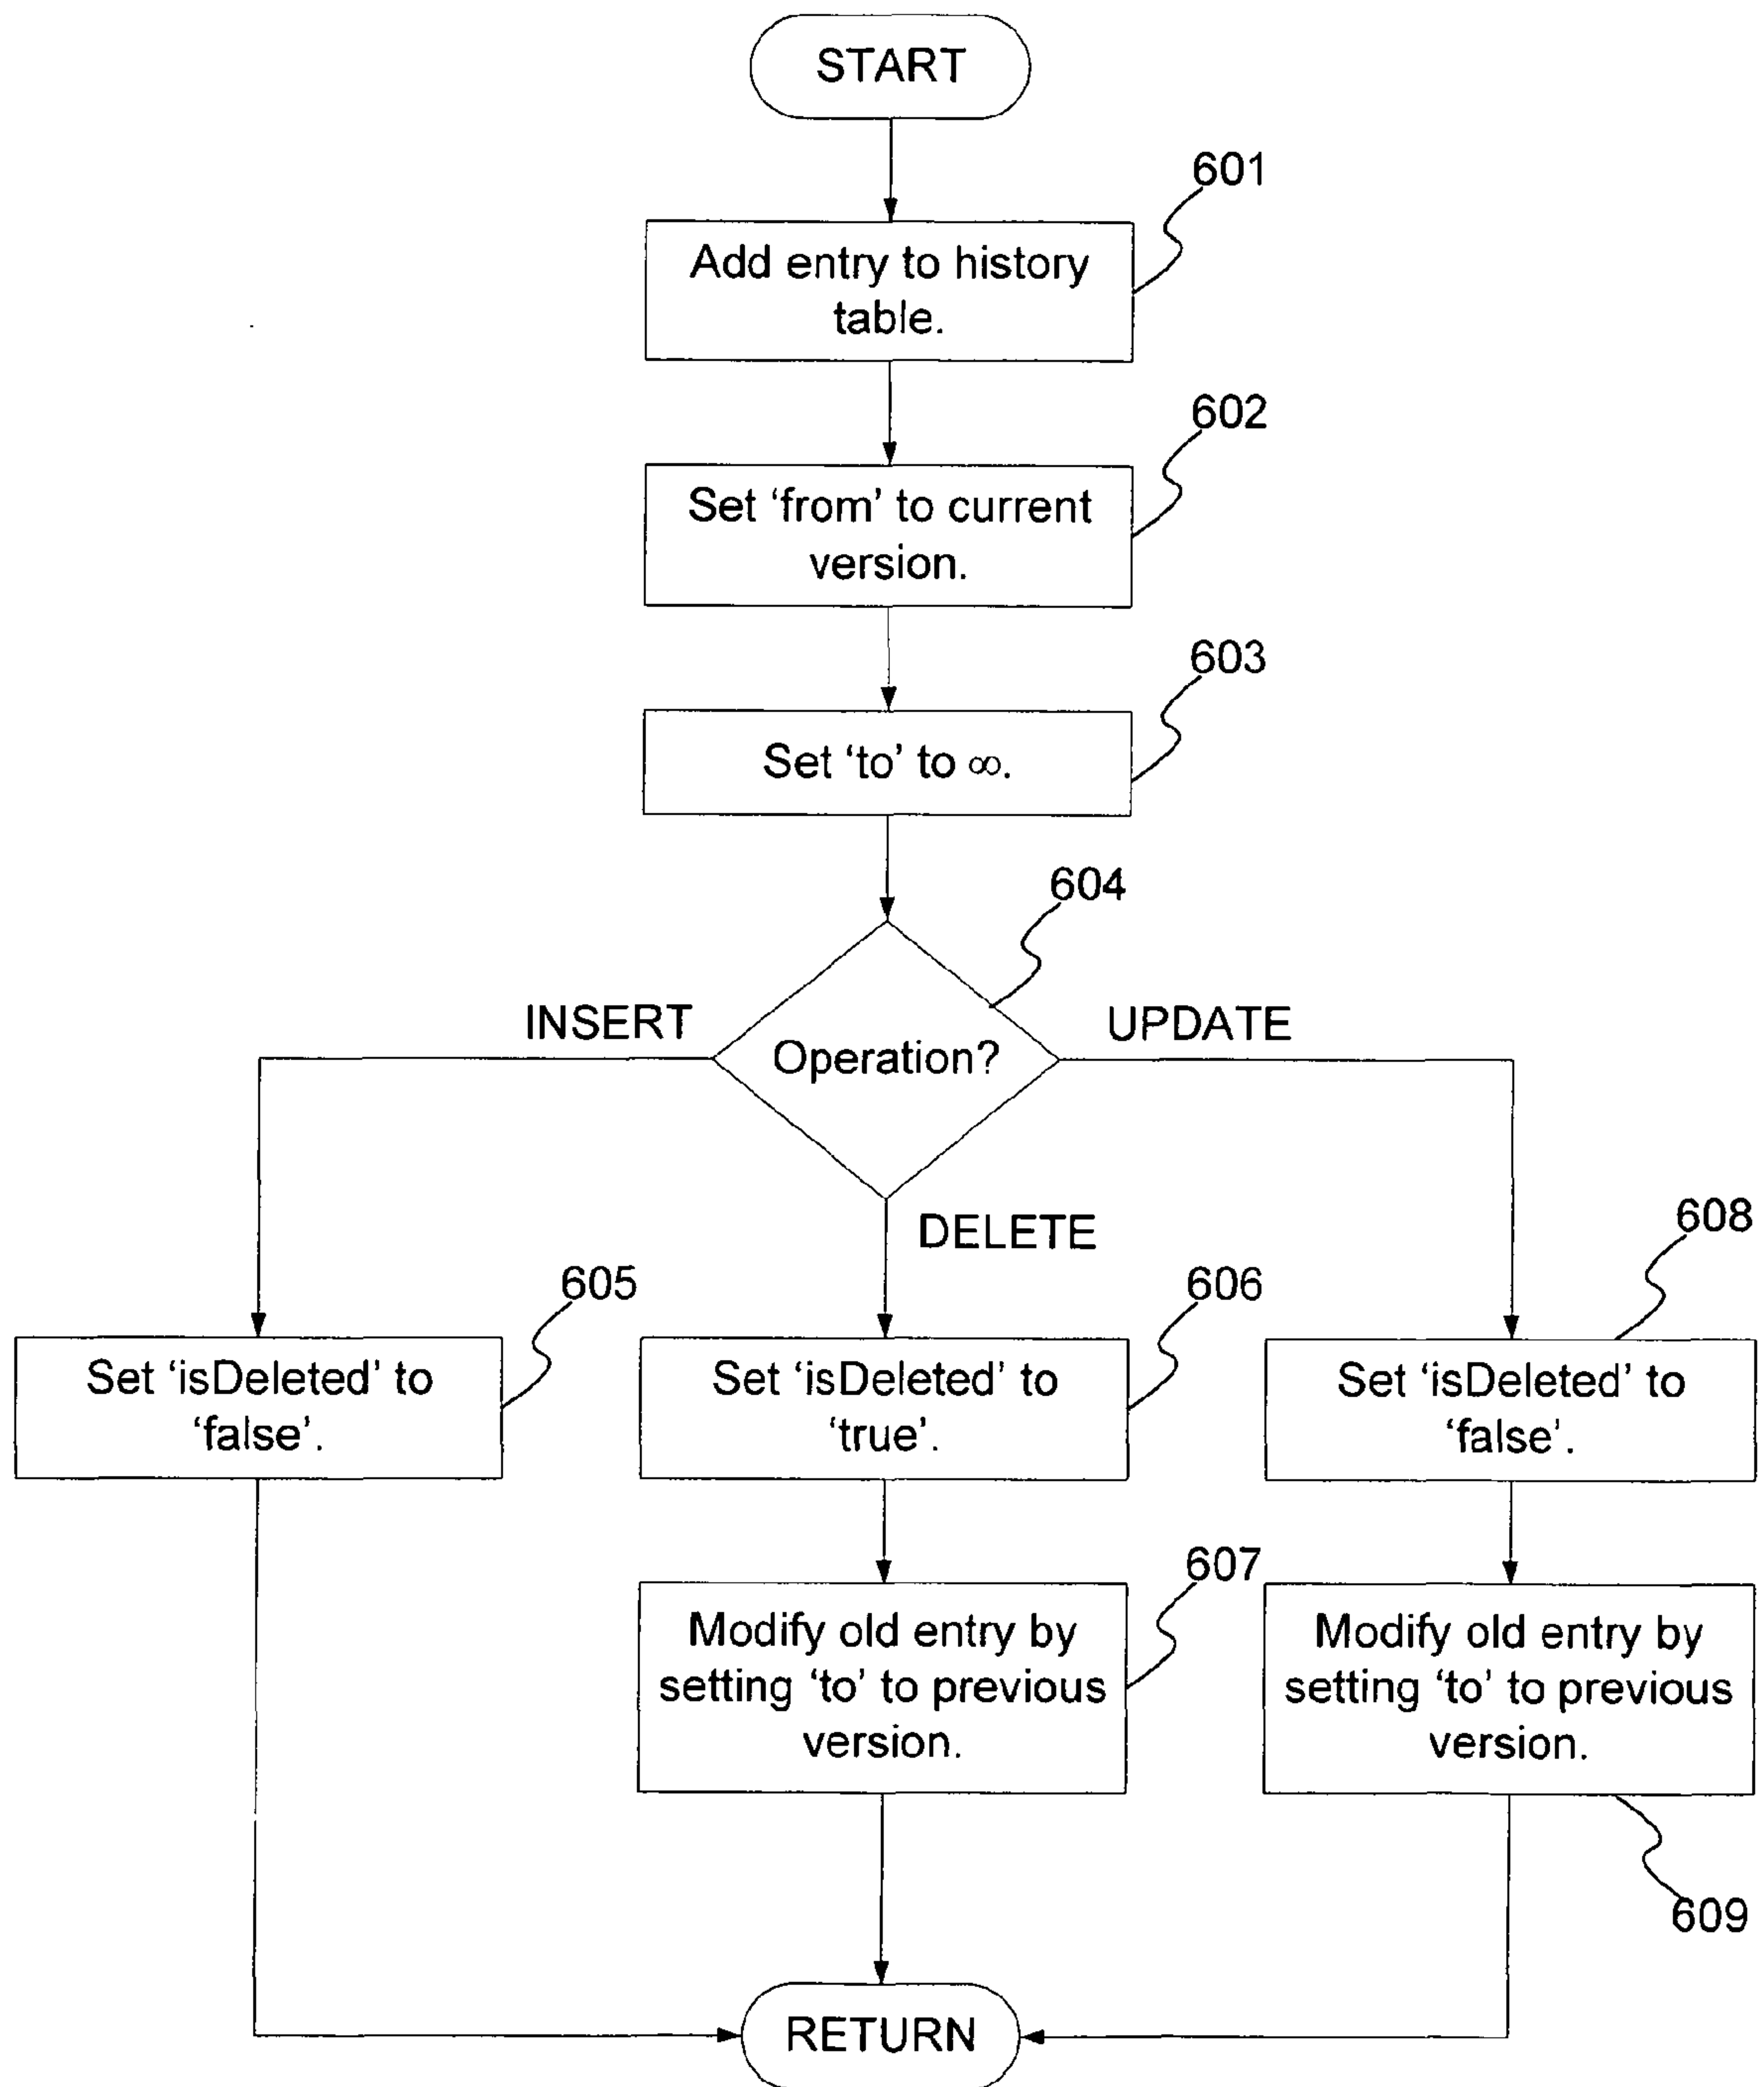 START
601
Add entry to history
table.
602
Set ‘from’ to current
version.
603
Set ‘to’ to ∞.
604
INSERT
UPDATE
Operation?
DELETE
608
605
606
Set ‘isDeleted’ to
‘false’.
Set ‘isDeleted’ to
‘true’.
Set ‘isDeleted’ to
‘false’.
607
Modify old entry by
setting ‘to’ to previous
version.
Modify old entry by
setting ‘to’ to previous
version.
609
RETURN